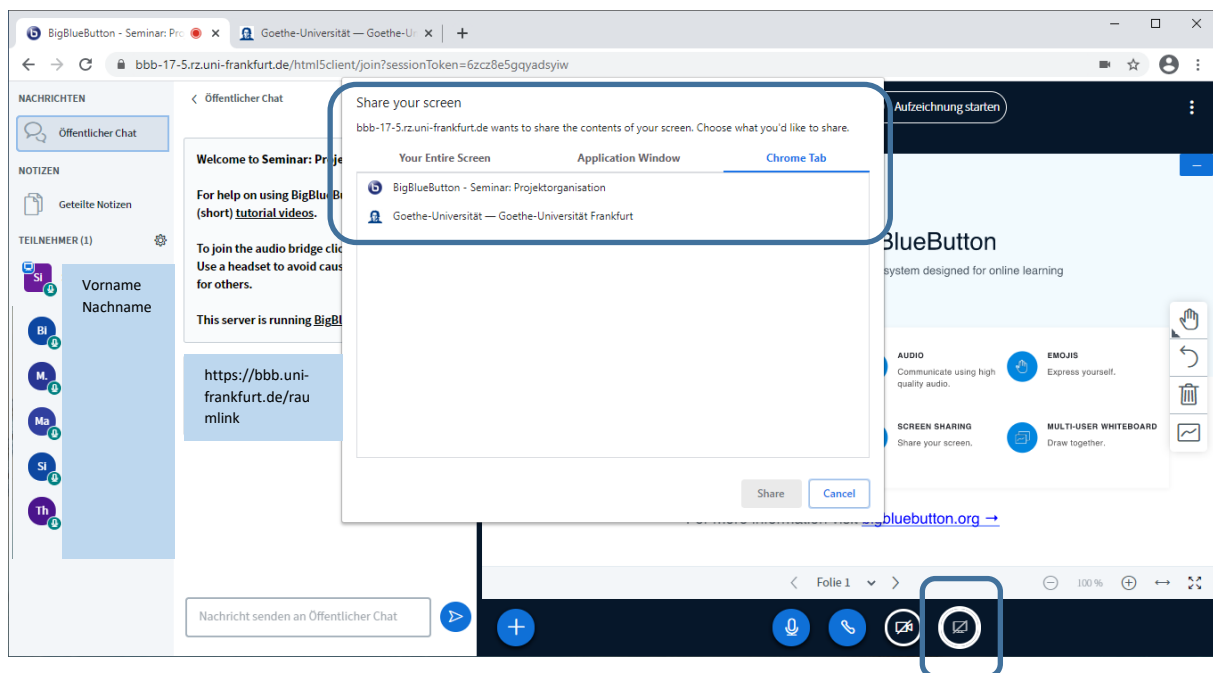 BigBlueButton - Seminar: Pro
Goethe-Universität — Goethe-Un
bbb-17-5.rz.uni-frankfurt.de/html5client/join?sessionToken=6zcz8e5gqyadsyiw
NACHRICHTEN
Öffentlicher Chat
NOTIZEN
Geteilte Notizen
TEILNEHMER (1)
Si
Vorname
Nachname
BI
M.
Ma
Si
Th
Öffentlicher Chat
Welcome to Seminar: Proje
For help on using BigBlueBu
(short) tutorial videos.
To join the audio bridge clic
Use a headset to avoid caus
for others.
This server is running BigBl
https://bbb.uni-
frankfurt.de/rau
mlink
Nachricht senden an Öffentlicher Chat
Share your screen
bbb-17-5.rz.uni-frankfurt.de wants to share the contents of your screen. Choose what you'd like to share.
Your Entire Screen Application Window Chrome Tab
BigBlueButton - Seminar: Projektorganisation
Goethe-Universität — Goethe-Universität Frankfurt
Share Cancel
Aufzeichnung starten
BlueButton
system designed for online learning
AUDIO
Communicate using high
quality audio.
EMOJIS
Express yourself.
SCREEN SHARING
Share your screen.
MULTI-USER WHITEBOARD
Draw together.
bigbluebutton.org →
Folie 1
100 %